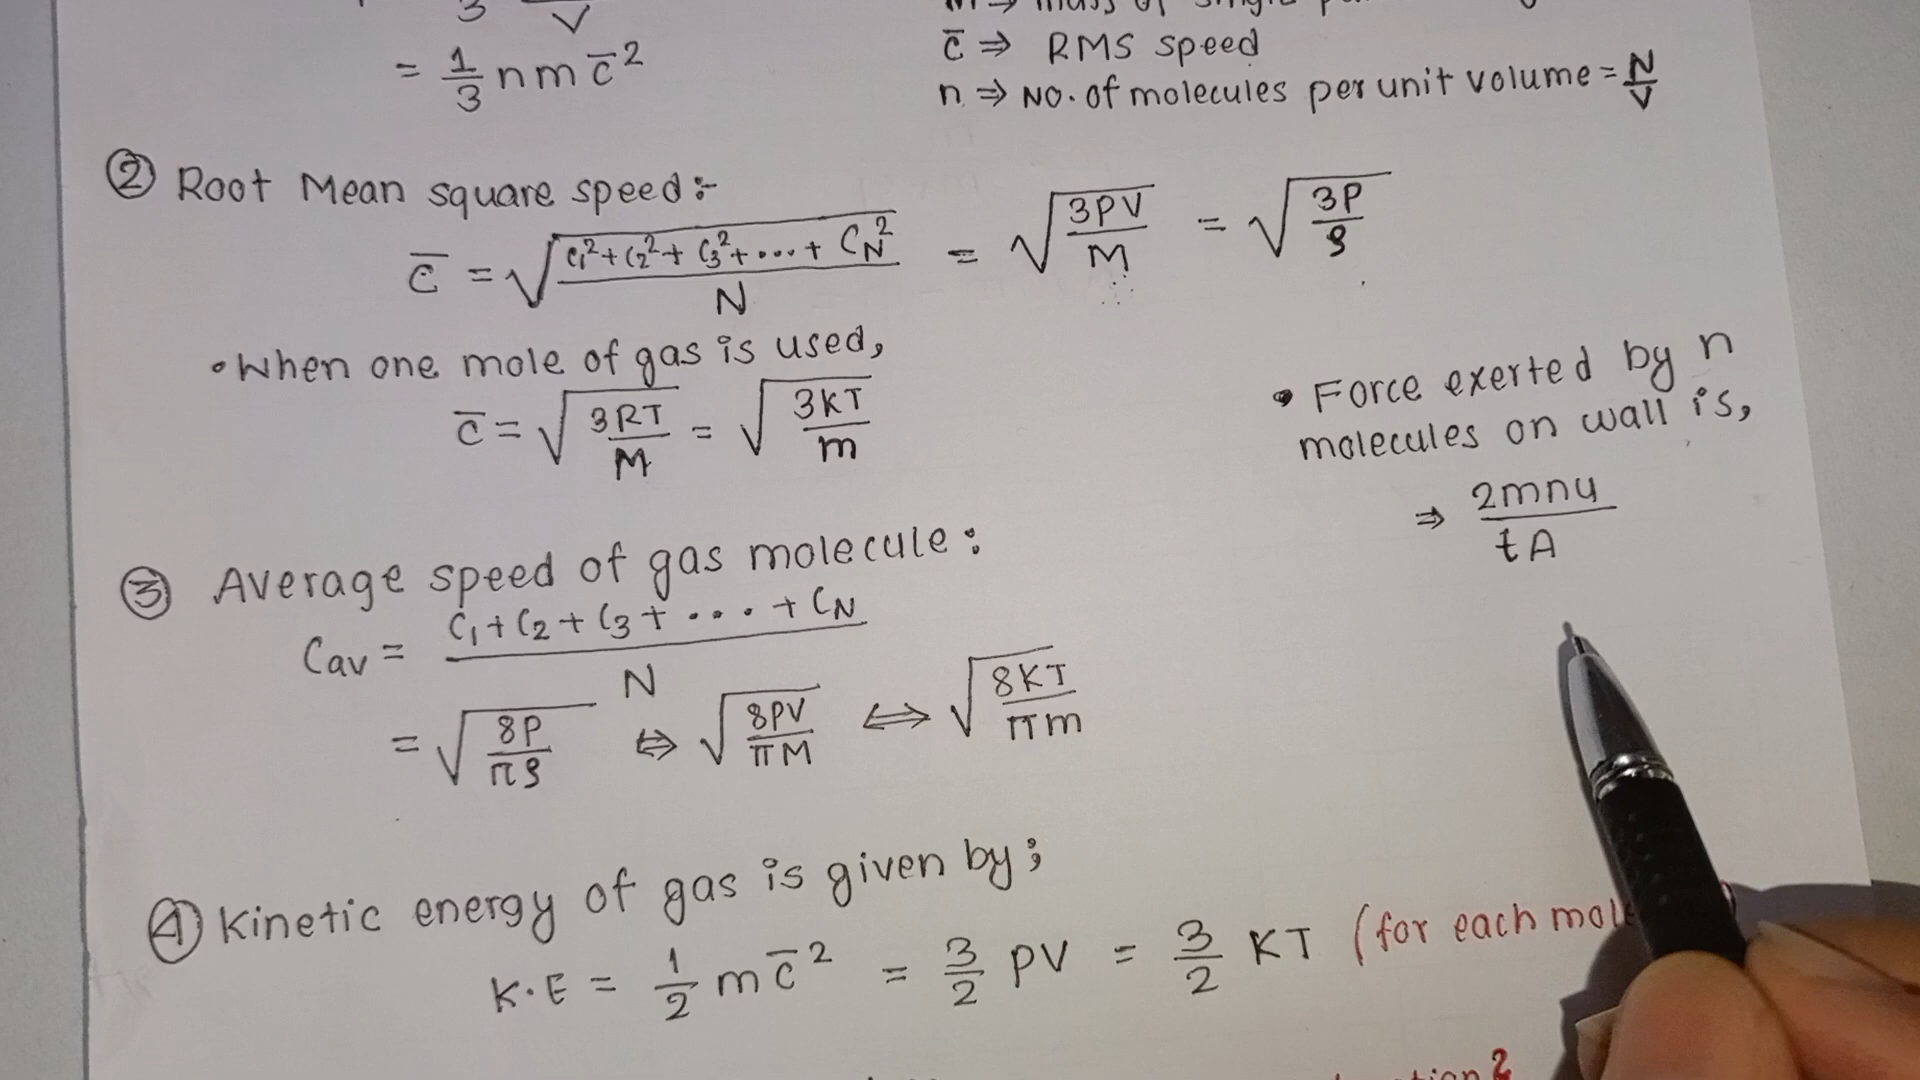 3 V
= 1/3 n m c̅²
c̅ ⇒ RMS speed
n ⇒ No. of molecules per unit volume = N/V
② Root Mean square speed :-
c̅ = √((c₁² + c₂² + c₃² + .... + C_N²)/N) = √(3PV/M) = √(3P/ρ)
• When one mole of gas is used,
c̅ = √(3RT/M) = √(3KT/m)
• Force exerted by n
molecules on wall is,
⇒ 2mnu/tA
③ Average speed of gas molecule :
Cav = (C₁ + C₂ + C₃ + .... + C_N)/N
= √(8P/πρ) ⇔ √(8PV/πM) ⇔ √(8KT/πm)
④ Kinetic energy of gas is given by;
K.E = 1/2 m c̅² = 3/2 PV = 3/2 KT (for each